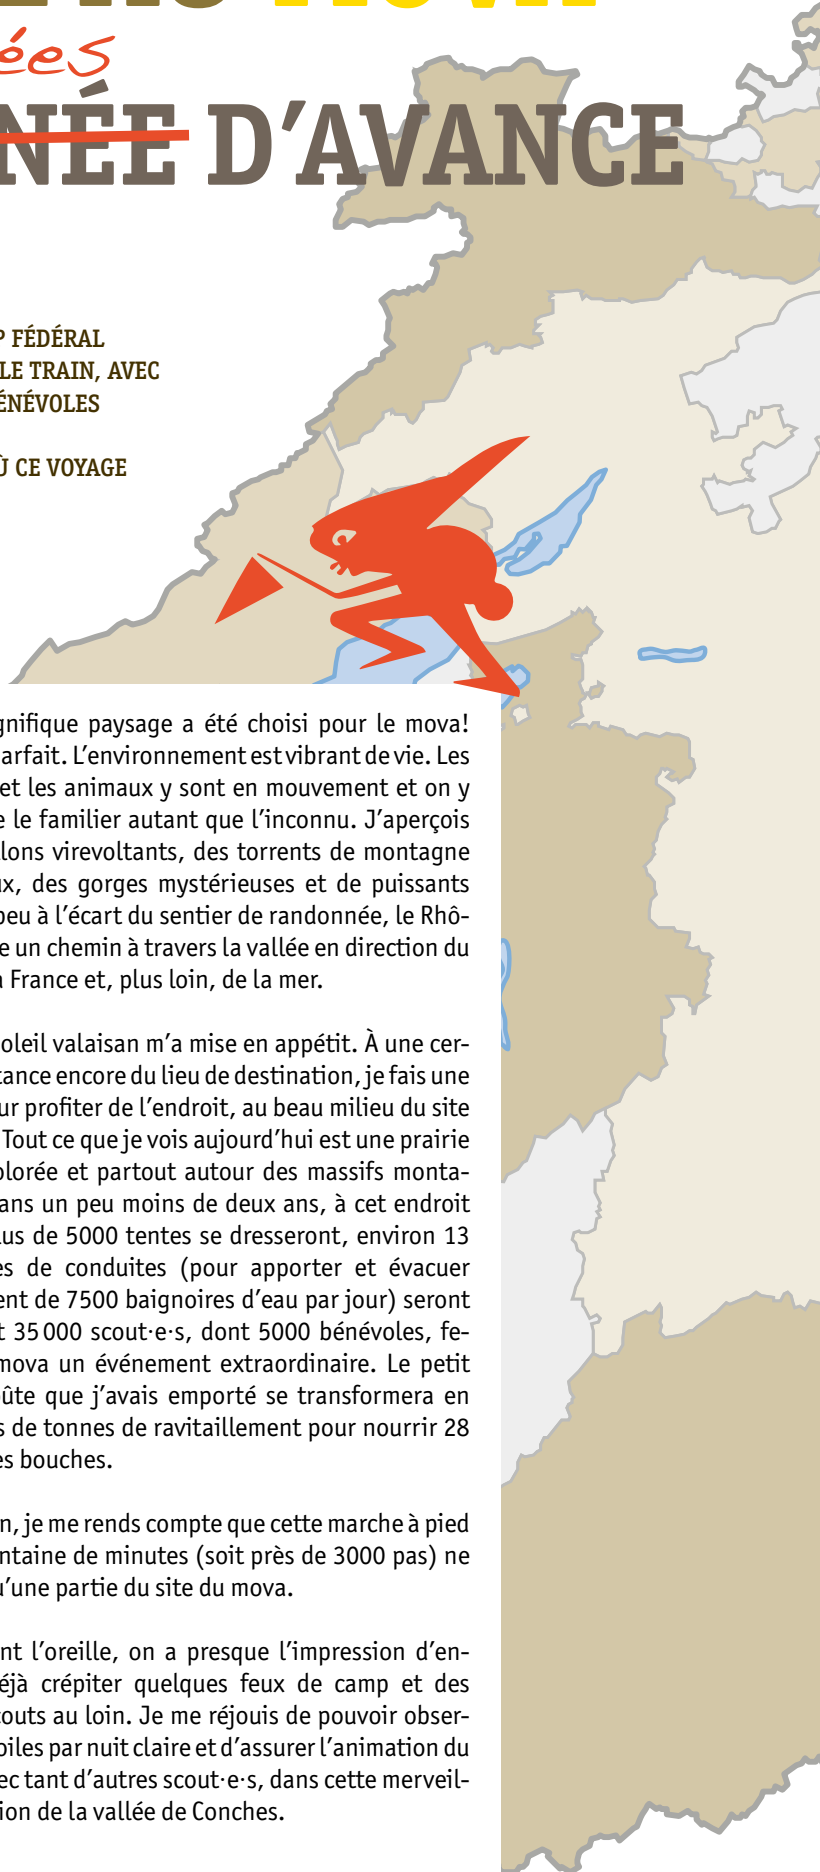 ées
NÉE D’AVANCE
FÉDÉRAL
LE TRAIN, AVEC
ÉNÉVOLES
Ù CE VOYAGE
gnifique paysage a été choisi pour le mova!
arfait. L’environnement est vibrant de vie. Les
et les animaux y sont en mouvement et on y
e le familier autant que l’inconnu. J’aperçois
llons virevoltants, des torrents de montagne
ux, des gorges mystérieuses et de puissants
peu à l’écart du sentier de randonnée, le Rhô-
e un chemin à travers la vallée en direction du
a France et, plus loin, de la mer.
oleil valaisan m’a mise en appétit. À une cer-
tance encore du lieu de destination, je fais une
ur profiter de l’endroit, au beau milieu du site
Tout ce que je vois aujourd’hui est une prairie
olorée et partout autour des massifs monta-
ans un peu moins de deux ans, à cet endroit
lus de 5000 tentes se dresseront, environ 13
es de conduites (pour apporter et évacuer
ent de 7500 baignoires d’eau par jour) seront
t 35 000 scout·e·s, dont 5000 bénévoles, fe-
mova un événement extraordinaire. Le petit
oûte que j’avais emporté se transformera en
s de tonnes de ravitaillement pour nourrir 28
es bouches.
n, je me rends compte que cette marche à pied
entaine de minutes (soit près de 3000 pas) ne
u’une partie du site du mova.
nt l’oreille, on a presque l’impression d’en-
éjà crépiter quelques feux de camp et des
couts au loin. Je me réjouis de pouvoir obser-
oiles par nuit claire et d’assurer l’animation du
ec tant d’autres scout·e·s, dans cette merveil-
ion de la vallée de Conches.